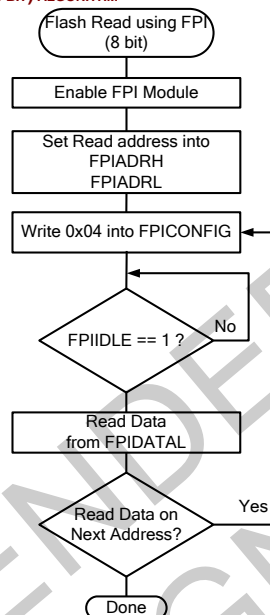 Flash Read using FPI
(8 bit)
Enable FPI Module
Set Read address into
FPIADRH
FPIADRL
Write 0x04 into FPICONFIG
FPIIDLE == 1 ?
No
Read Data
from FPIDATAL
Read Data on
Next Address?
Yes
Done